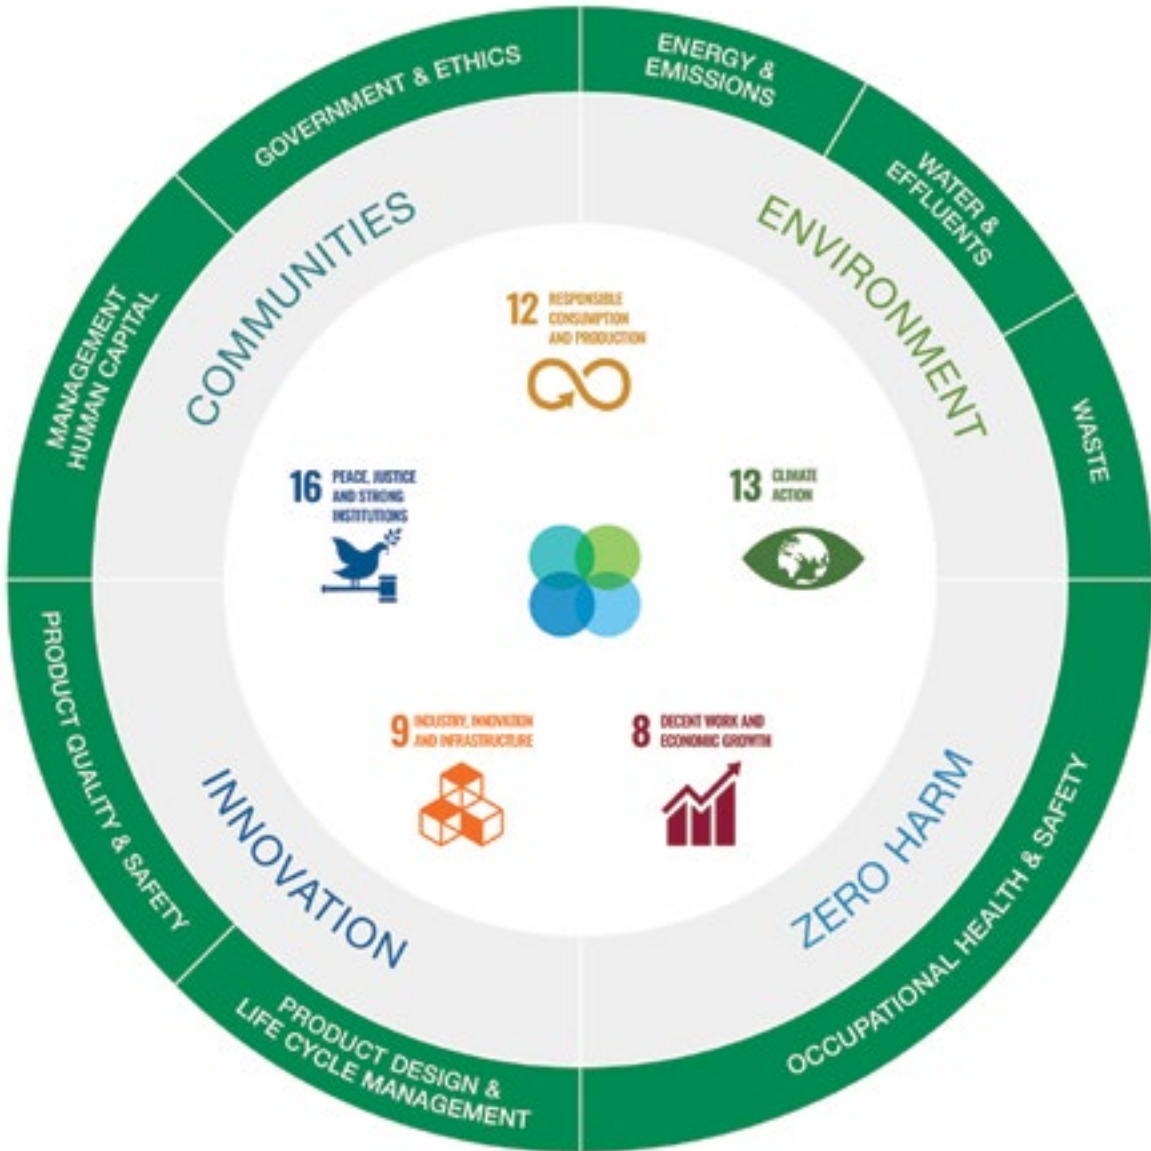 GOVERNMENT & ETHICS
ENERGY &
EMISSIONS
WATER &
EFFLUENTS
WASTE
OCCUPATIONAL HEALTH & SAFETY
PRODUCT DESIGN &
LIFE CYCLE MANAGEMENT
PRODUCT QUALITY & SAFETY
MANAGEMENT
HUMAN CAPITAL
COMMUNITIES
ENVIRONMENT
ZERO HARM
INNOVATION
12 RESPONSIBLE
CONSUMPTION
AND PRODUCTION
16 PEACE, JUSTICE
AND STRONG
INSTITUTIONS
13 CLIMATE
ACTION
9 INDUSTRY, INNOVATION
AND INFRASTRUCTURE
8 DECENT WORK AND
ECONOMIC GROWTH